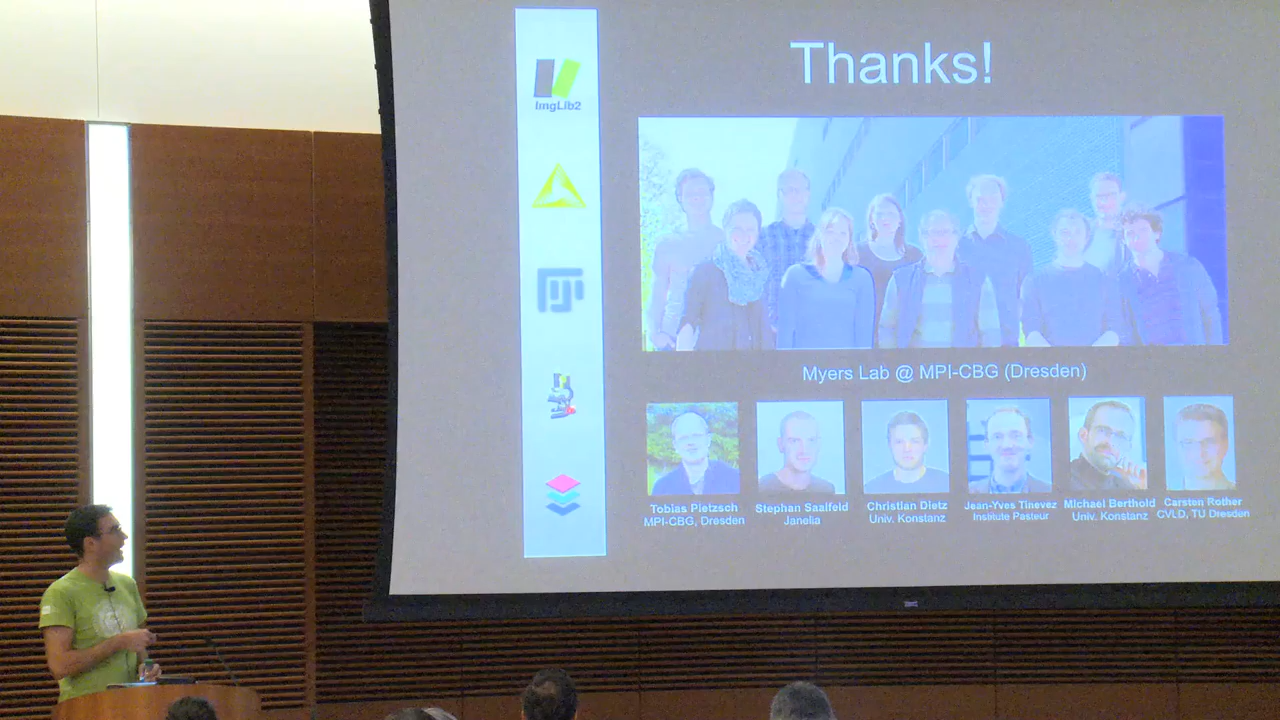 Thanks!
ImgLib2
Myers Lab @ MPI-CBG (Dresden)
Tobias Pietzsch
MPI-CBG, Dresden
Stephan Saalfeld
Janelia
Christian Dietz
Univ. Konstanz
Jean-Yves Tinevez
Institute Pasteur
Michael Berthold
Univ. Konstanz
Carsten Rother
CVLD, TU Dresden